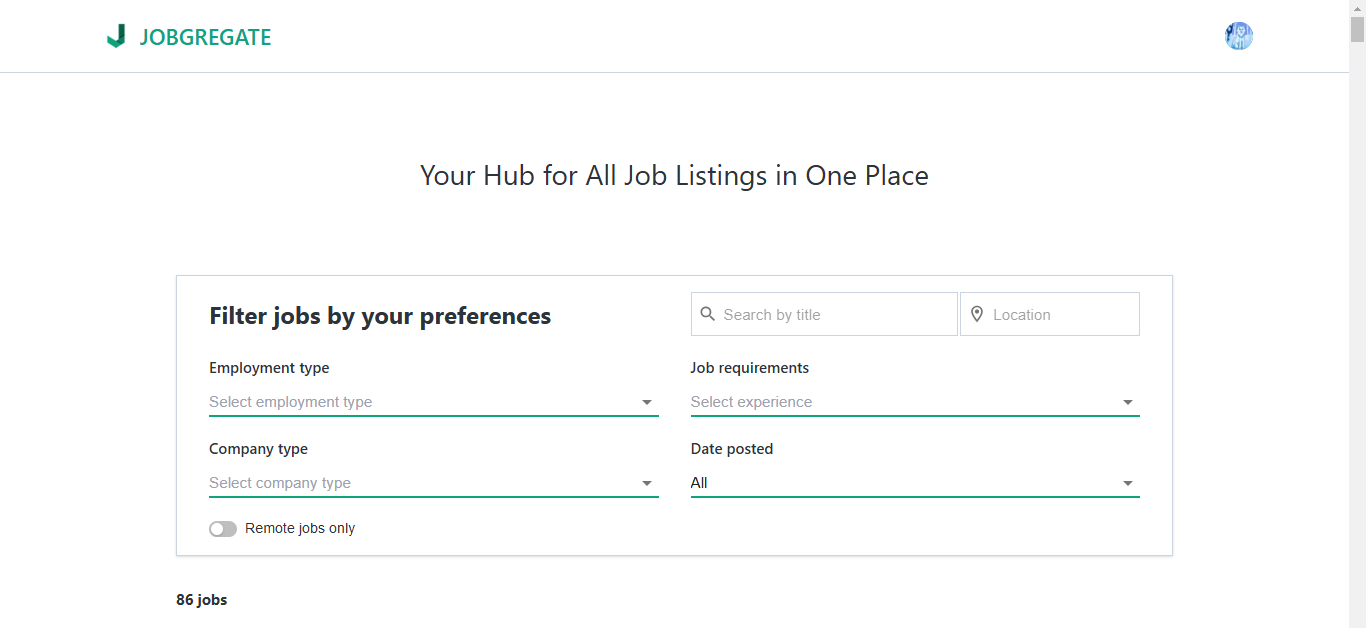 JOBGREGATE
Your Hub for All Job Listings in One Place
Filter jobs by your preferences
Search by title
Location
Employment type
Job requirements
Select employment type
Select experience
Company type
Date posted
Select company type
All
Remote jobs only
86 jobs